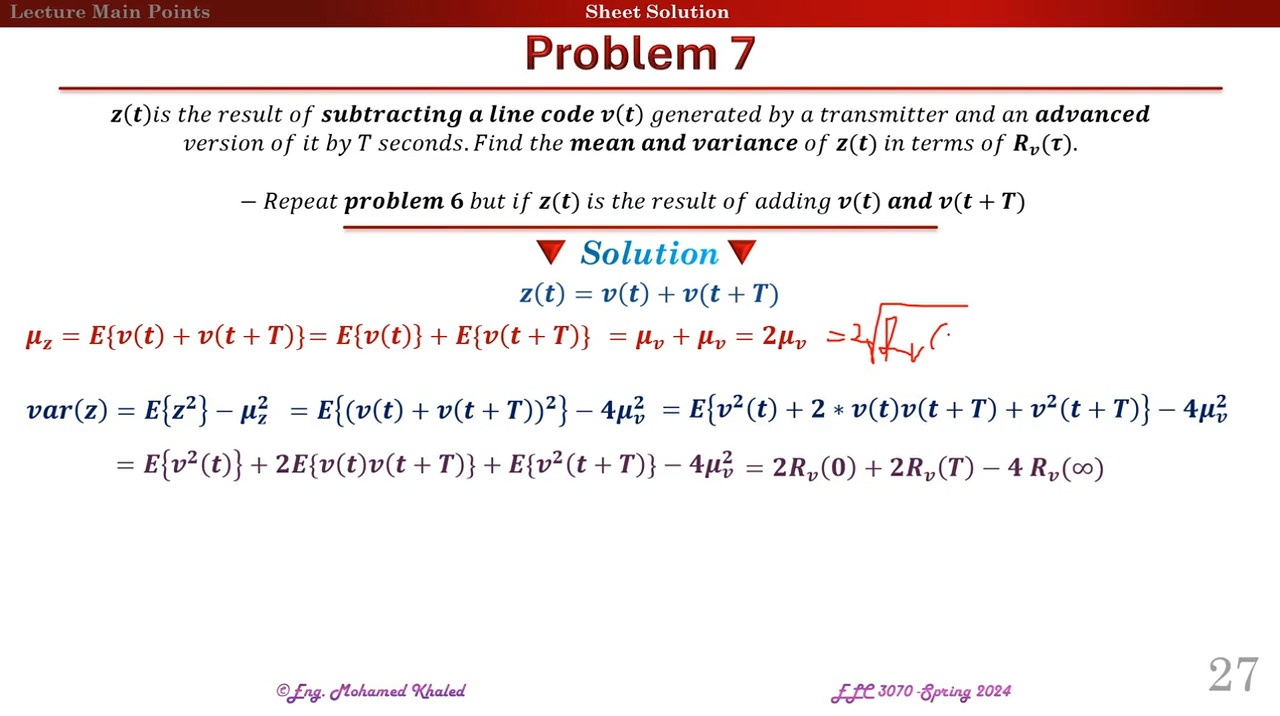 Lecture Main Points
Sheet Solution
Problem 7
z(t)is the result of subtracting a line code v(t) generated by a transmitter and an advanced
version of it by T seconds. Find the mean and variance of z(t) in terms of R_v(τ).
− Repeat problem 6 but if z(t) is the result of adding v(t) and v(t + T)
Solution
z(t) = v(t) + v(t + T)
μ_z = E{v(t) + v(t + T)} = E{v(t)} + E{v(t + T)} = μ_v + μ_v = 2μ_v = 2√R_v (
var(z) = E{z²} − μ_z² = E{(v(t) + v(t + T))²} − 4μ_v² = E{v²(t) + 2 * v(t)v(t + T) + v²(t + T)} − 4μ_v²
= E{v²(t)} + 2E{v(t)v(t + T)} + E{v²(t + T)} − 4μ_v² = 2R_v(0) + 2R_v(T) − 4 R_v(∞)
27
©Eng. Mohamed Khaled
ELC 3070 -Spring 2024